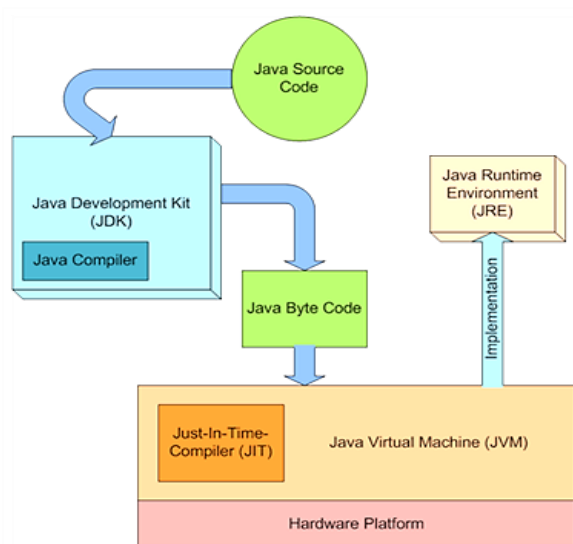 Java Source
Code
Java Development Kit
(JDK)
Java Compiler
Java Runtime
Environment
(JRE)
Java Byte Code
Implementation
Just-In-Time-
Compiler (JIT)
Java Virtual Machine (JVM)
Hardware Platform